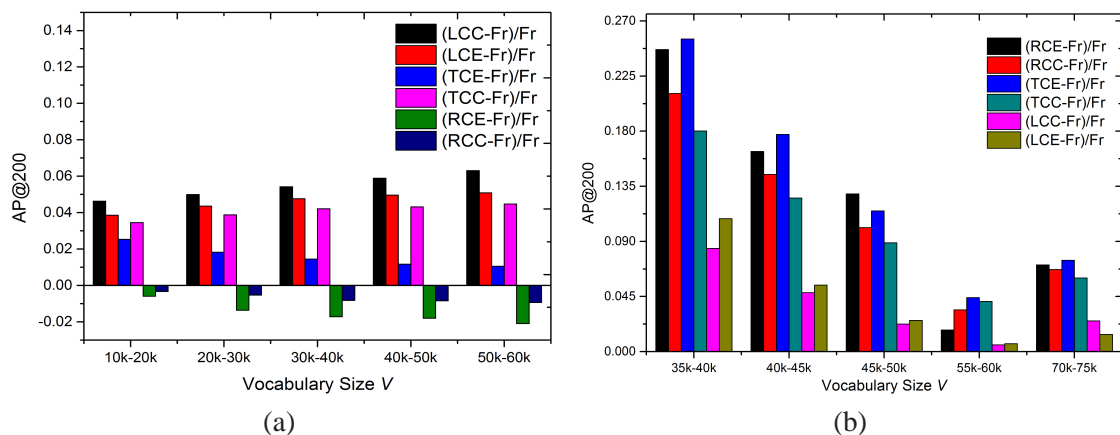 0.14
0.12
0.10
0.08
0.06
0.04
0.02
0.00
-0.02
AP@200
(LCC-Fr)/Fr
(LCE-Fr)/Fr
(TCE-Fr)/Fr
(TCC-Fr)/Fr
(RCE-Fr)/Fr
(RCC-Fr)/Fr
10k-20k 20k-30k 30k-40k 40k-50k 50k-60k
Vocabulary Size V
(a)
0.270
0.225
0.180
0.135
0.090
0.045
0.000
AP@200
(RCE-Fr)/Fr
(RCC-Fr)/Fr
(TCE-Fr)/Fr
(TCC-Fr)/Fr
(LCC-Fr)/Fr
(LCE-Fr)/Fr
35k-40k 40k-45k 45k-50k 55k-60k 70k-75k
Vocabulary Size V
(b)